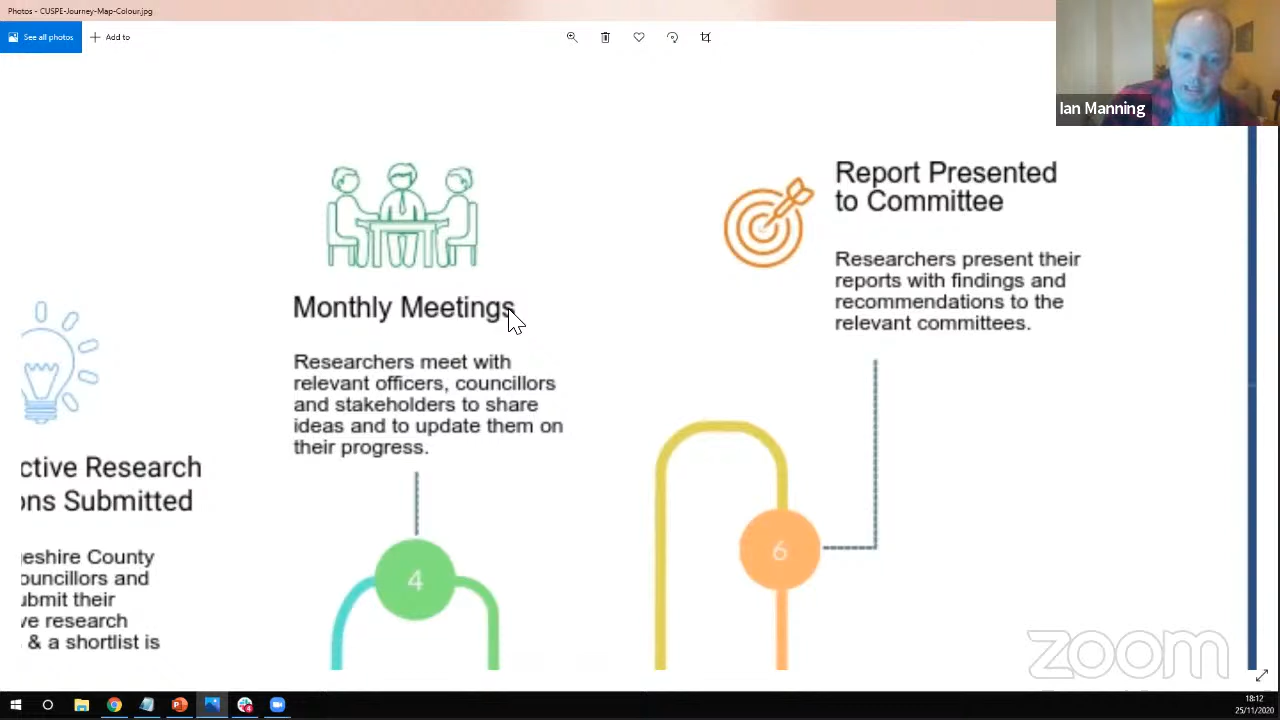 Photos - CUSPE-Journey-Map-Colour.jpg
See all photos
Add to
Ian Manning
Report Presented
to Committee
Researchers present their
reports with findings and
recommendations to the
relevant committees.
Monthly Meetings
Researchers meet with
relevant officers, councillors
and stakeholders to share
ideas and to update them on
their progress.
ctive Research
ons Submitted
eshire County
ouncillors and
ubmit their
ve research
& a shortlist is
4
6
zoom
18:12
25/11/2020